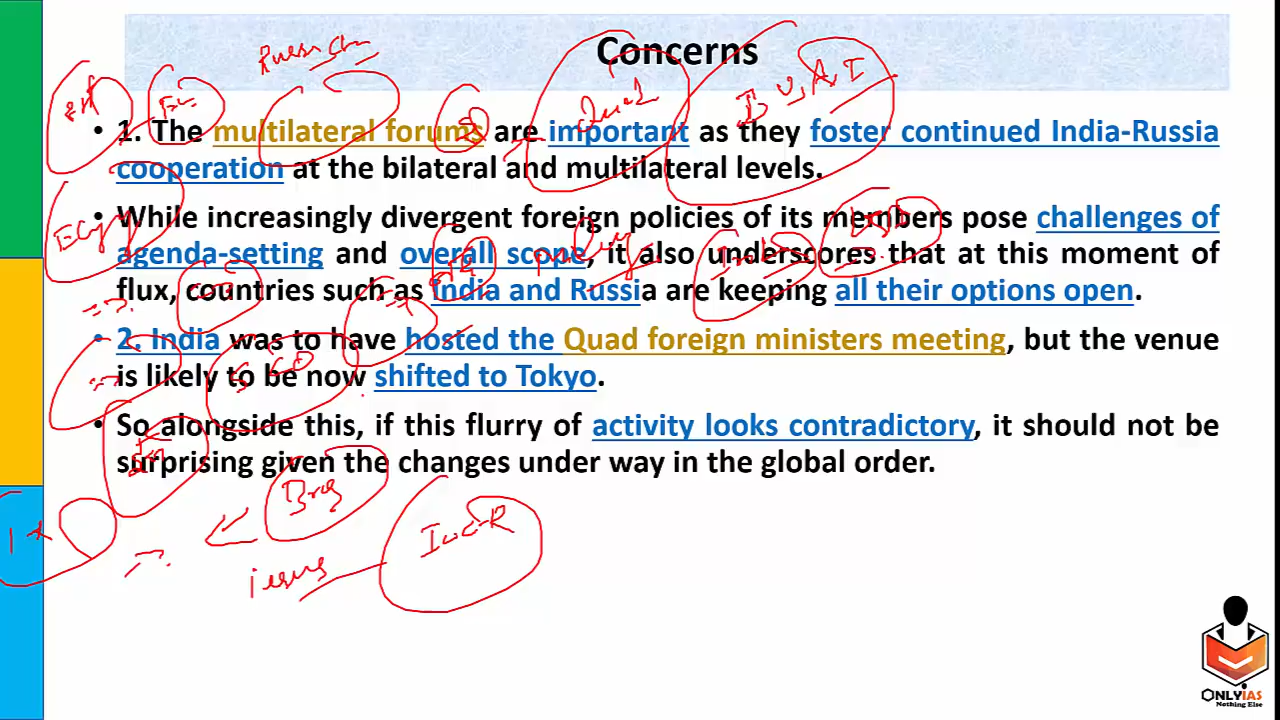 Concerns
• 1. The multilateral forums are important as they foster continued India-Russia
cooperation at the bilateral and multilateral levels.
• While increasingly divergent foreign policies of its members pose challenges of
agenda-setting and overall scope, it also underscores that at this moment of
flux, countries such as India and Russia are keeping all their options open.
• 2. India was to have hosted the Quad foreign ministers meeting, but the venue
is likely to be now shifted to Tokyo.
• So alongside this, if this flurry of activity looks contradictory, it should not be
surprising given the changes under way in the global order.
Quad
SCO
issues
ONLYIAS
Nothing Else